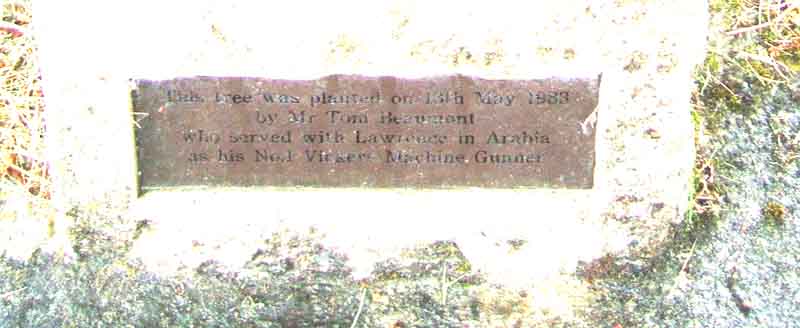 This tree was planted on 13th May 1983
by Mr Tom Beaumont
who served with Lawrence in Arabia
as his No.1 Vickers Machine Gunner